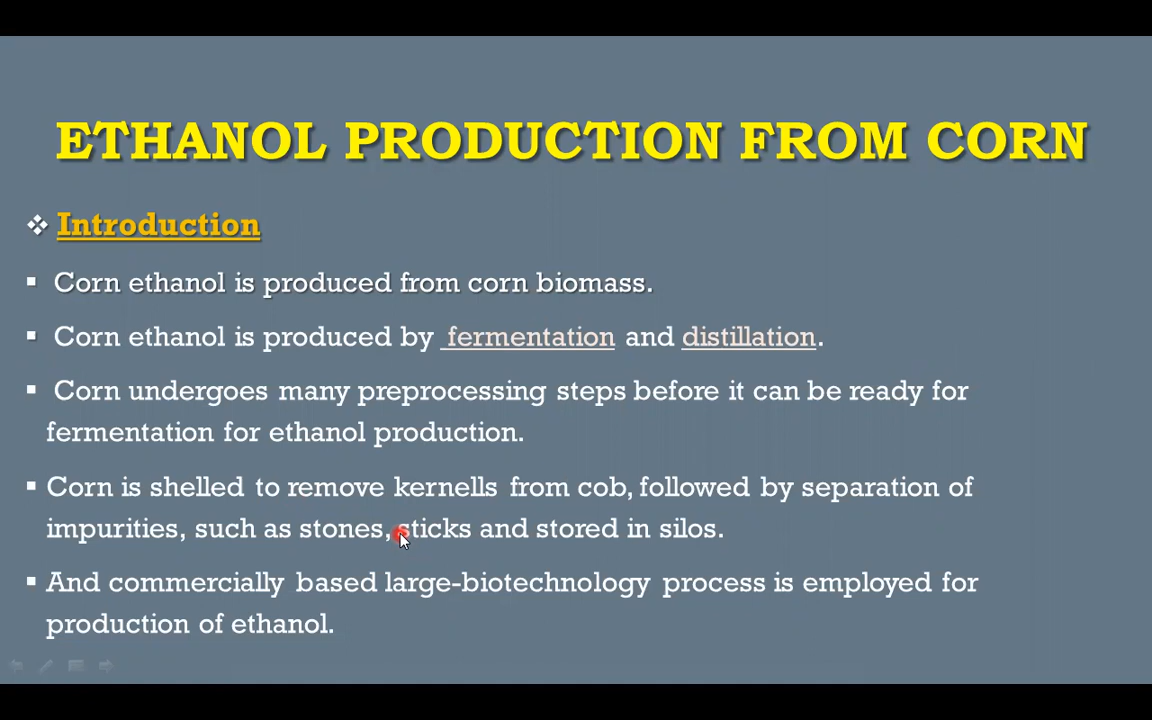 ETHANOL PRODUCTION FROM CORN
Introduction
Corn ethanol is produced from corn biomass.
Corn ethanol is produced by fermentation and distillation.
Corn undergoes many preprocessing steps before it can be ready for
fermentation for ethanol production.
Corn is shelled to remove kernells from cob, followed by separation of
impurities, such as stones, sticks and stored in silos.
And commercially based large-biotechnology process is employed for
production of ethanol.